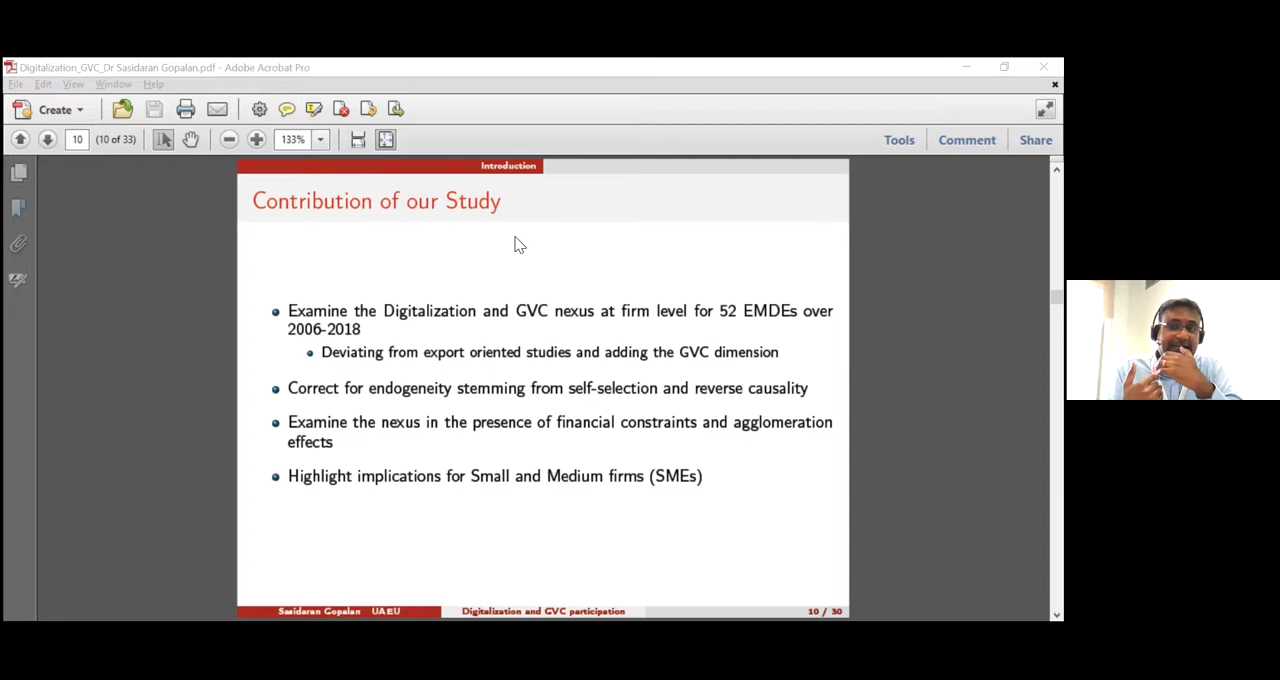 Digitalization_GVC_Dr Sasidaran Gopalan.pdf - Adobe Acrobat Pro
File Edit View Window Help
Create
10 (10 of 33) 133% Tools Comment Share
Introduction
Contribution of our Study
Examine the Digitalization and GVC nexus at firm level for 52 EMDEs over
2006-2018
Deviating from export oriented studies and adding the GVC dimension
Correct for endogeneity stemming from self-selection and reverse causality
Examine the nexus in the presence of financial constraints and agglomeration
effects
Highlight implications for Small and Medium firms (SMEs)
Sasidaran Gopalan UAEU Digitalization and GVC participation 10 / 30